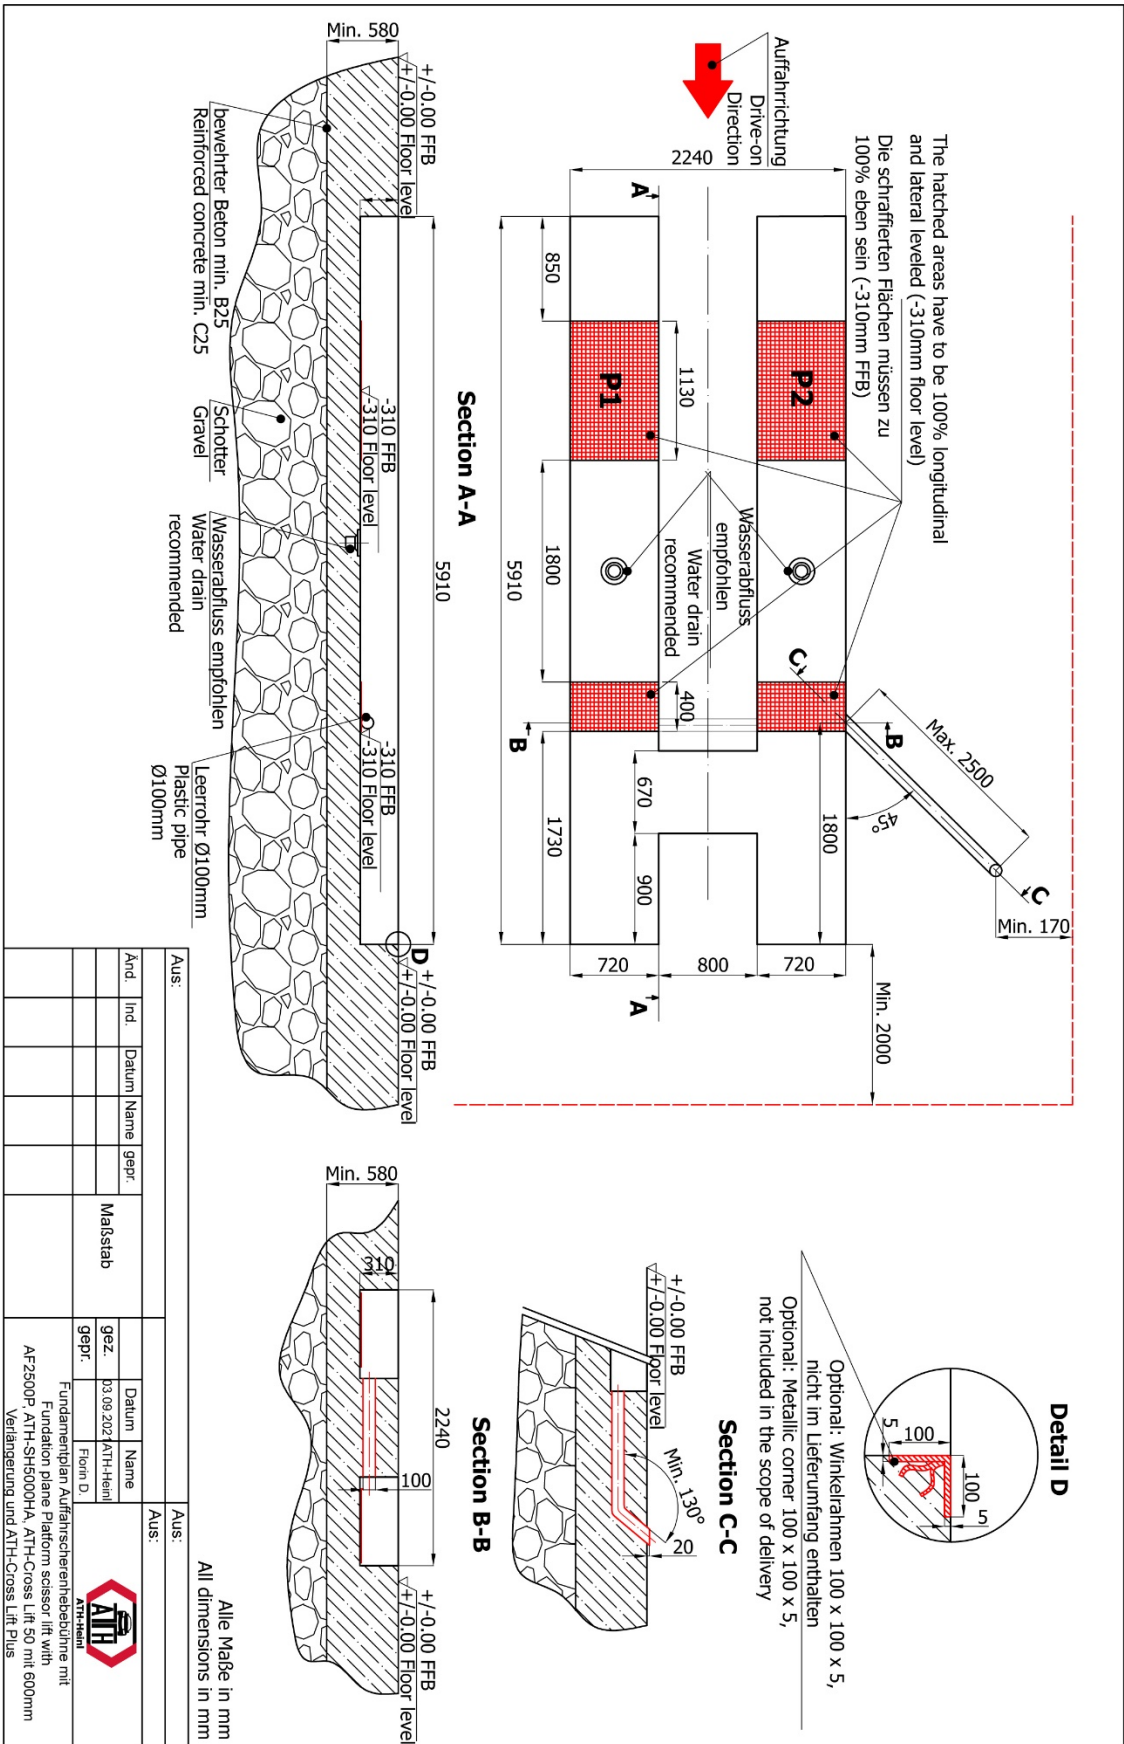 The hatched areas have to be 100% longitudinal
and lateral leveled (-310mm floor level)
Die schraffierten Flächen müssen zu
100% eben sein (-310mm FFB)
Auffahrrichtung
Drive-on
Direction
2240
A
850
P1
P2
1130
1800
Wasserabfluss
empfohlen
Water drain
recommended
400
C
B
Max. 2500
45°
B
670
1800
1730
900
C
Min. 170
5910
720
800
720
A
Min. 2000
Section A-A
Min. 580
+/-0.00 FFB
+/-0.00 Floor level
5910
-310 FFB
-310 Floor level
-310 FFB
-310 Floor level
D
+/-0.00 FFB
+/-0.00 Floor level
bewehrter Beton min. B25
Reinforced concrete min. C25
Schotter
Gravel
Wasserabfluss empfohlen
Water drain
recommended
Leerrohr Ø100mm
Plastic pipe
Ø100mm
Detail D
5
100
100
5
Optional: Winkelrahmen 100 x 100 x 5,
nicht im Lieferumfang enthalten
Optional: Metallic corner 100 x 100 x 5,
not included in the scope of delivery
Section C-C
+/-0.00 FFB
+/-0.00 Floor level
Min. 130°
20
Section B-B
Min. 580
310
2240
100
+/-0.00 FFB
+/-0.00 Floor level
Alle Maße in mm
All dimensions in mm
Aus:
Aus:
Aus:
Änd.
Ind.
Datum
Name
gepr.
Maßstab
Datum
Name
gez.
03.09.2021
ATH-Heinl
gepr.
Florin D.
ATH
ATH-Heinl
Fundamentplan Auffahrscherenhebebühne mit
Fundation plane Platform scissor lift with
AF2500P, ATH-SH5000HA, ATH-Cross Lift 50 mit 600mm
Verlängerung und ATH-Cross Lift Plus